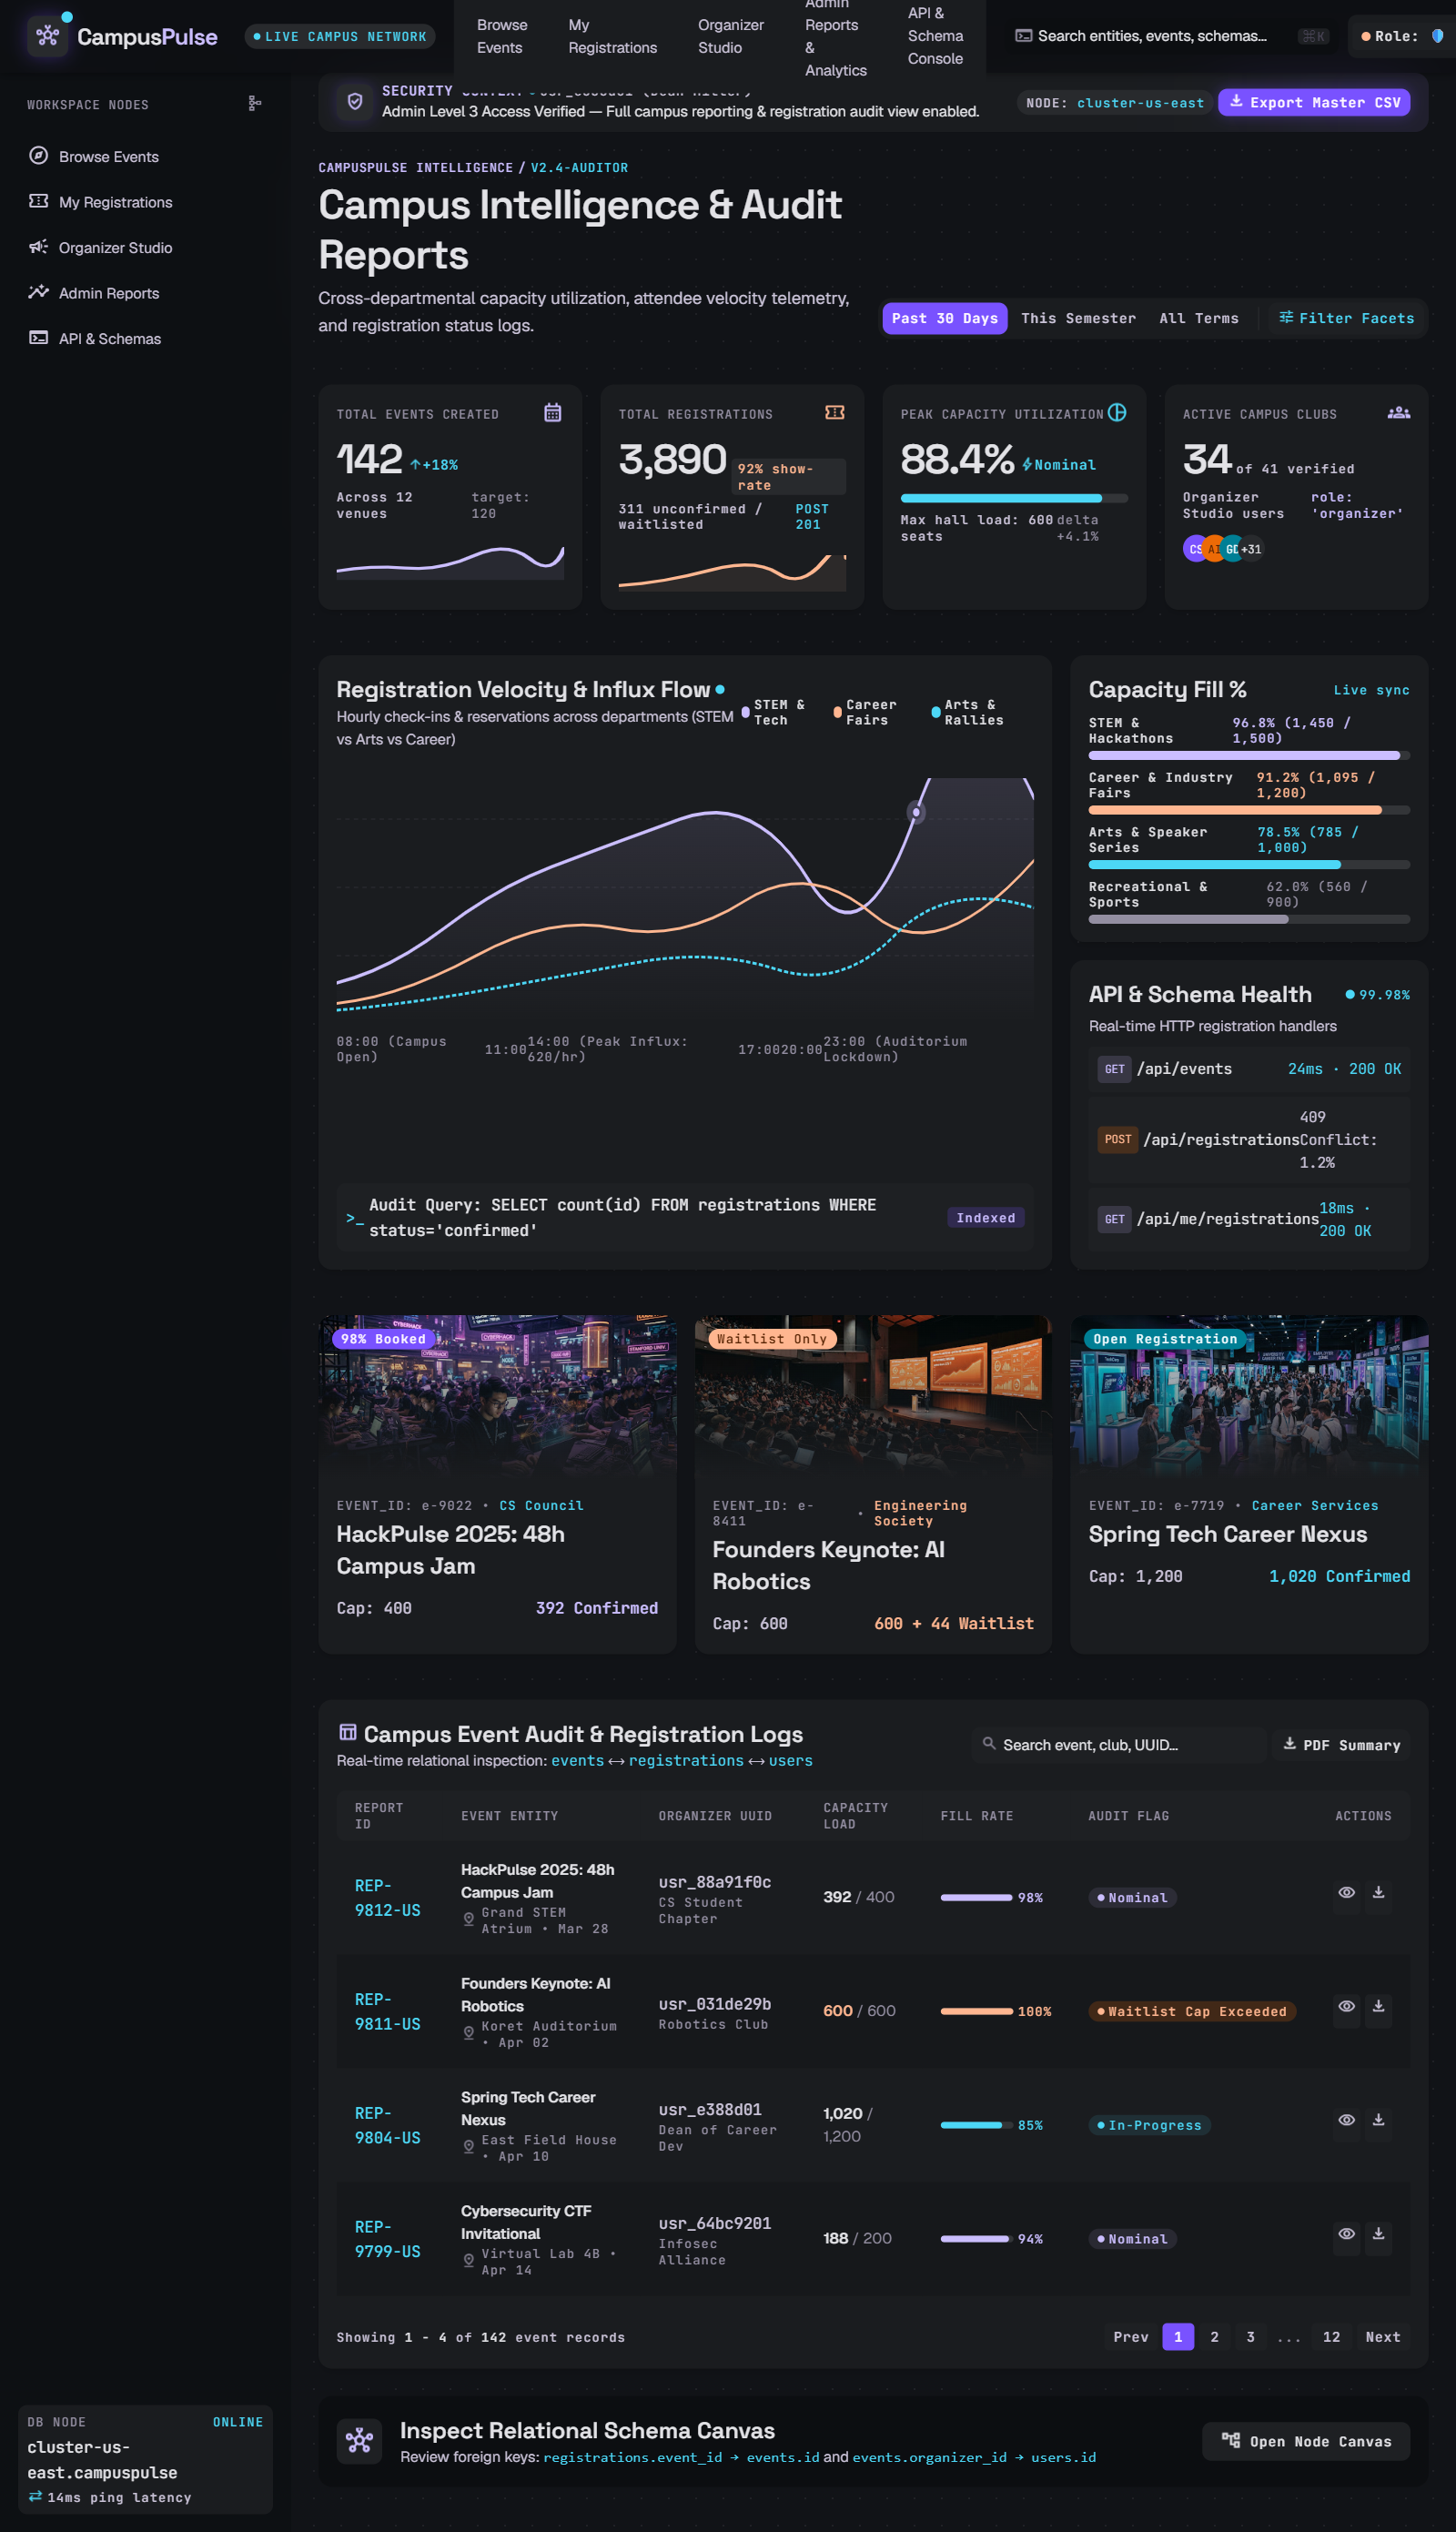 CampusPulse
LIVE CAMPUS NETWORK
Browse Events
My Registrations
Organizer Studio
Admin Reports & Analytics
API & Schema Console
Search entities, events, schemas...
⌘K
Role:
WORKSPACE NODES
Browse Events
My Registrations
Organizer Studio
Admin Reports
API & Schemas
SECURITY
Admin Level 3 Access Verified — Full campus reporting & registration audit view enabled.
NODE: cluster-us-east
Export Master CSV
CAMPUSPULSE INTELLIGENCE / V2.4-AUDITOR
Campus Intelligence & Audit
Reports
Cross-departmental capacity utilization, attendee velocity telemetry,
and registration status logs.
Past 30 Days
This Semester
All Terms
Filter Facets
TOTAL EVENTS CREATED
142 ↑+18%
Across 12 venues
target: 120
TOTAL REGISTRATIONS
3,890 92% show-rate
311 unconfirmed / waitlisted
POST 201
PEAK CAPACITY UTILIZATION
88.4% Nominal
Max hall load: 600 seats
delta +4.1%
ACTIVE CAMPUS CLUBS
34 of 41 verified
Organizer Studio users
role: 'organizer'
CS AI GD +31
Registration Velocity & Influx Flow
Hourly check-ins & reservations across departments (STEM
vs Arts vs Career)
STEM & Tech
Career Fairs
Arts & Rallies
08:00 (Campus Open)
11:00
14:00 (Peak Influx: 620/hr)
17:00
20:00
23:00 (Auditorium Lockdown)
>_ Audit Query: SELECT count(id) FROM registrations WHERE
status='confirmed'
Indexed
Capacity Fill %
Live sync
STEM & Hackathons
96.8% (1,450 / 1,500)
Career & Industry Fairs
91.2% (1,095 / 1,200)
Arts & Speaker Series
78.5% (785 / 1,000)
Recreational & Sports
62.0% (560 / 900)
API & Schema Health
99.98%
Real-time HTTP registration handlers
GET /api/events 24ms · 200 OK
POST /api/registrations 409 Conflict: 1.2%
GET /api/me/registrations 18ms · 200 OK
98% Booked
EVENT_ID: e-9022 • CS Council
HackPulse 2025: 48h
Campus Jam
Cap: 400
392 Confirmed
Waitlist Only
EVENT_ID: e-8411 • Engineering Society
Founders Keynote: AI
Robotics
Cap: 600
600 + 44 Waitlist
Open Registration
EVENT_ID: e-7719 • Career Services
Spring Tech Career Nexus
Cap: 1,200
1,020 Confirmed
Campus Event Audit & Registration Logs
Real-time relational inspection: events ↔ registrations ↔ users
Search event, club, UUID...
PDF Summary
REPORT ID
EVENT ENTITY
ORGANIZER UUID
CAPACITY LOAD
FILL RATE
AUDIT FLAG
ACTIONS
REP-9812-US
HackPulse 2025: 48h Campus Jam
Grand STEM Atrium • Mar 28
usr_88a91f0c
CS Student Chapter
392 / 400
98%
Nominal
REP-9811-US
Founders Keynote: AI Robotics
Koret Auditorium • Apr 02
usr_031de29b
Robotics Club
600 / 600
100%
Waitlist Cap Exceeded
REP-9804-US
Spring Tech Career Nexus
East Field House • Apr 10
usr_e388d01
Dean of Career Dev
1,020 / 1,200
85%
In-Progress
REP-9799-US
Cybersecurity CTF Invitational
Virtual Lab 4B • Apr 14
usr_64bc9201
Infosec Alliance
188 / 200
94%
Nominal
Showing 1 - 4 of 142 event records
Prev 1 2 3 ... 12 Next
DB NODE
ONLINE
cluster-us-
east.campuspulse
14ms ping latency
Inspect Relational Schema Canvas
Review foreign keys: registrations.event_id → events.id and events.organizer_id → users.id
Open Node Canvas